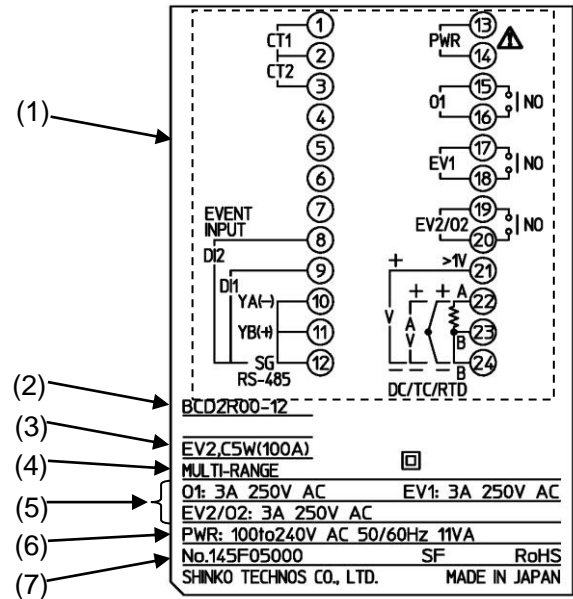 (1)
CT1
CT2
1
2
3
4
5
6
7
8
9
10
11
12
EVENT
INPUT
DI2
DI1
YA(-)
YB(+)
SG
RS-485
PWR
13
14
O1
15
16
NO
EV1
17
18
NO
EV2/O2
19
20
NO
+ >1V
21
22
23
24
V
+ + A
A
V
B
B
DC/TC/RTD
(2)
BCD2R00-12
(3)
EV2,C5W(100A)
(4)
MULTI-RANGE
(5)
O1: 3A 250V AC EV1: 3A 250V AC
EV2/O2: 3A 250V AC
(6)
PWR: 100to240V AC 50/60Hz 11VA
(7)
No.145F05000 SF RoHS
SHINKO TECHNOS CO., LTD. MADE IN JAPAN